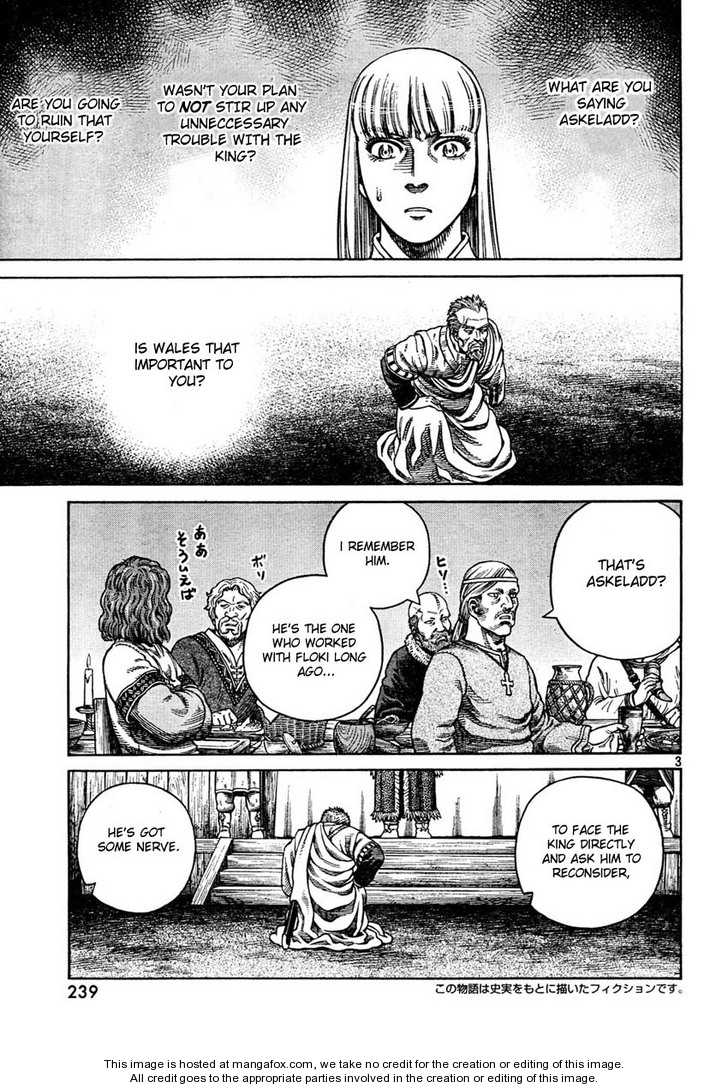 WHAT ARE YOU
SAYING
ASKELADD?
WASN'T YOUR PLAN
TO NOT STIR UP ANY
UNNECCESSARY
TROUBLE WITH THE
KING?
ARE YOU GOING
TO RUIN THAT
YOURSELF?
IS WALES THAT
IMPORTANT TO
YOU?
THAT'S
ASKELADD?
ヒソ…
I REMEMBER
HIM.
HE'S THE ONE
WHO WORKED
WITH FLOKI LONG
AGO...
ボソ
ああ
そういえば
3
TO FACE THE
KING DIRECTLY
AND ASK HIM TO
RECONSIDER,
HE'S GOT
SOME NERVE.
239
この物語は史実をもとに描いたフィクションです。
This image is hosted at mangafox.com, we take no credit for the creation or editing of this image.
All credit goes to the appropriate parties involved in the creation or editing of this image.